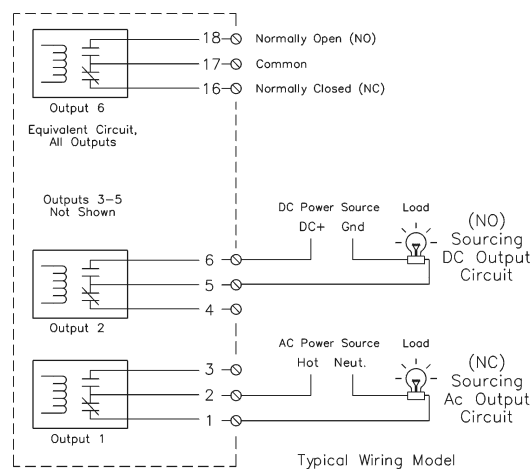 18 Normally Open (NO)
17 Common
16 Normally Closed (NC)
Output 6
Equivalent Circuit,
All Outputs
Outputs 3-5
Not Shown
DC Power Source Load
DC+ Gnd
(NO)
Sourcing
DC Output
Circuit
6
5
4
Output 2
AC Power Source Load
Hot Neut.
(NC)
Sourcing
Ac Output
Circuit
3
2
1
Output 1
Typical Wiring Model